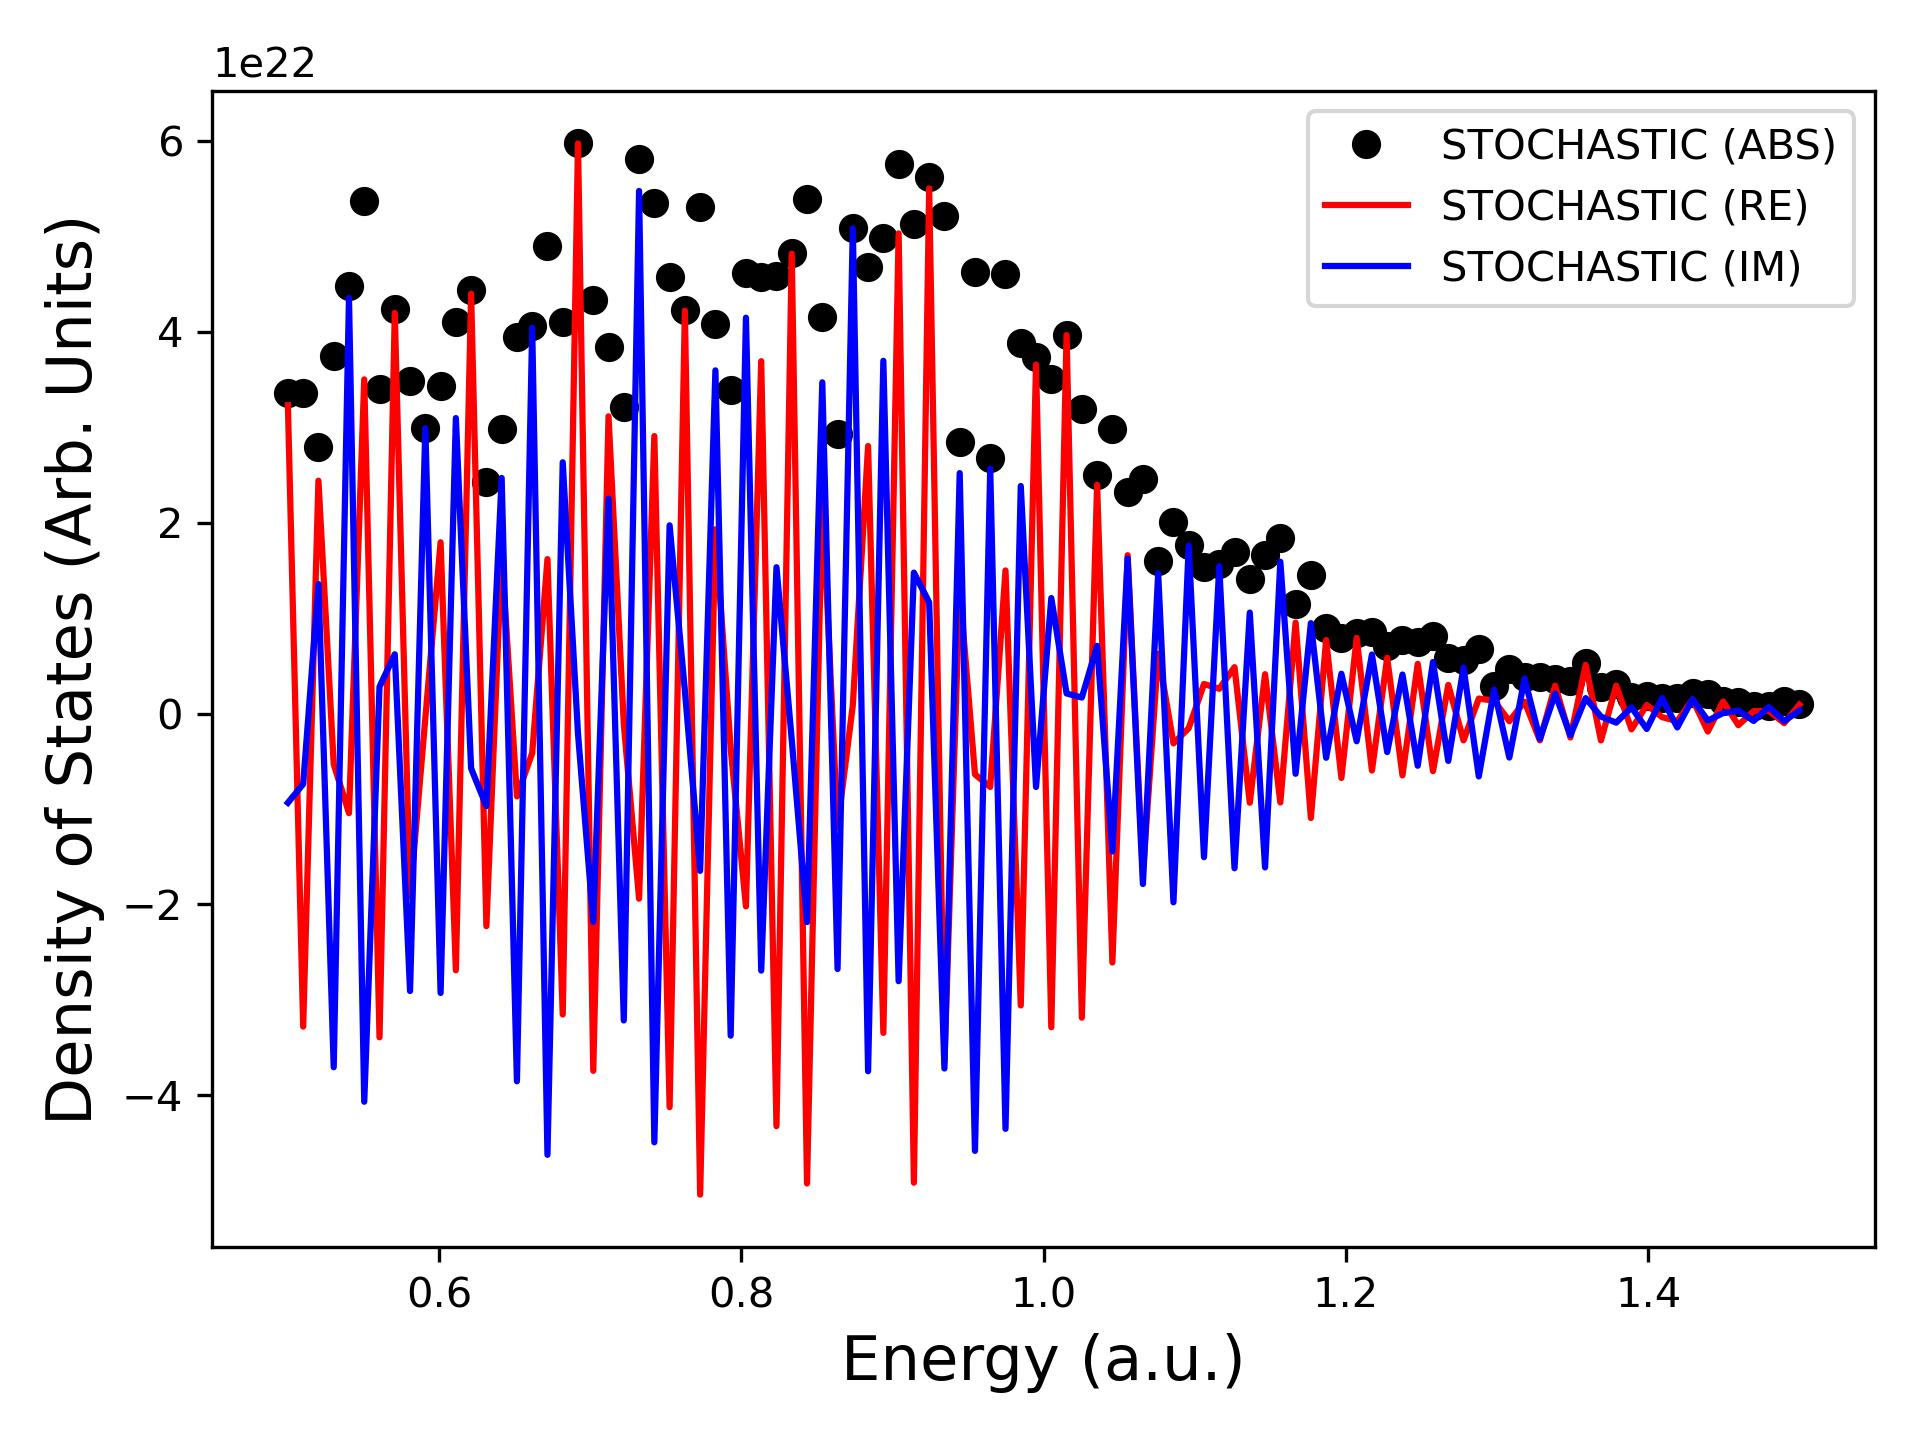 1e22
6
4
2
0
−2
−4
0.6
0.8
1.0
1.2
1.4
Density of States (Arb. Units)
Energy (a.u.)
STOCHASTIC (ABS)
STOCHASTIC (RE)
STOCHASTIC (IM)